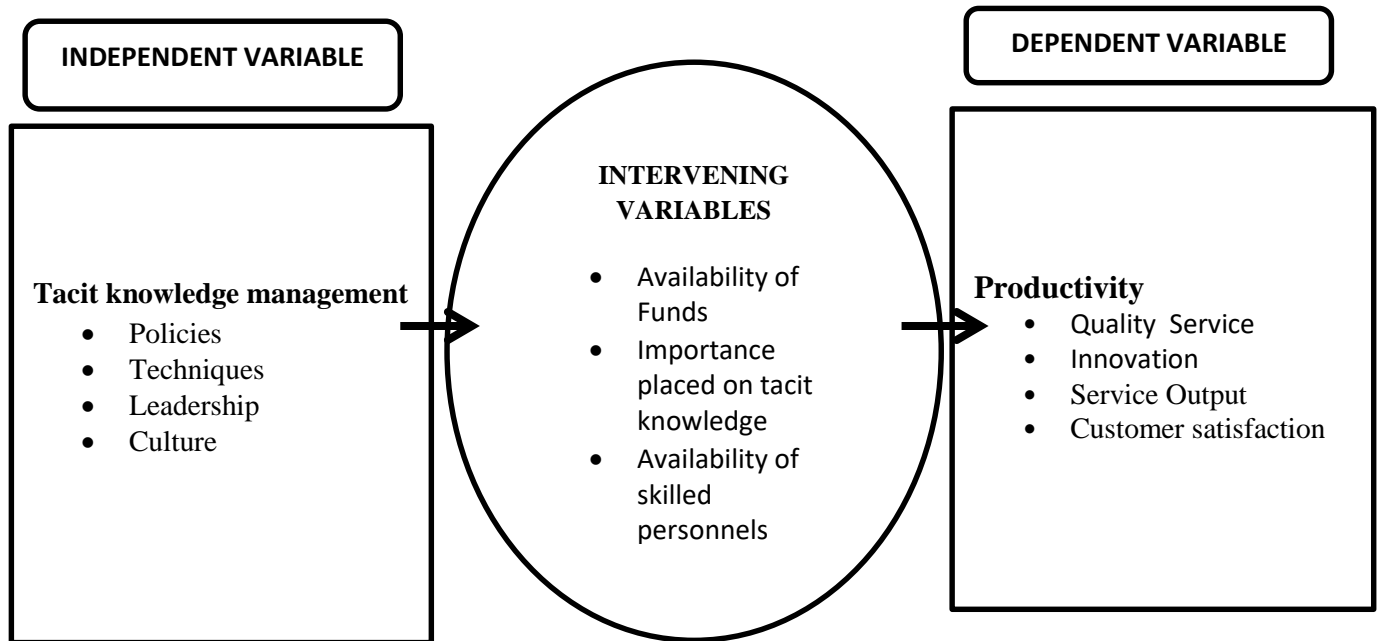 INDEPENDENT VARIABLE
Tacit knowledge management
• Policies
• Techniques
• Leadership
• Culture
INTERVENING
VARIABLES
• Availability of
Funds
• Importance
placed on tacit
knowledge
• Availability of
skilled
personnels
DEPENDENT VARIABLE
Productivity
• Quality Service
• Innovation
• Service Output
• Customer satisfaction